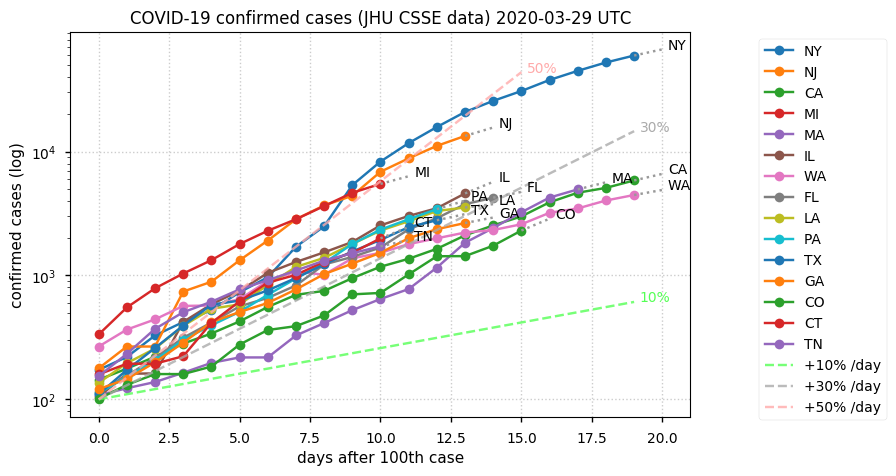 COVID-19 confirmed cases (JHU CSSE data) 2020-03-29 UTC
confirmed cases (log)
10⁴
10³
10²
50%
30%
10%
NY
NJ
MI
IL
PA
LA
FL
TX
GA
CT
TN
CO
MA
CA
WA
0.0 2.5 5.0 7.5 10.0 12.5 15.0 17.5 20.0
days after 100th case
NY
NJ
CA
MI
MA
IL
WA
FL
LA
PA
TX
GA
CO
CT
TN
+10% /day
+30% /day
+50% /day